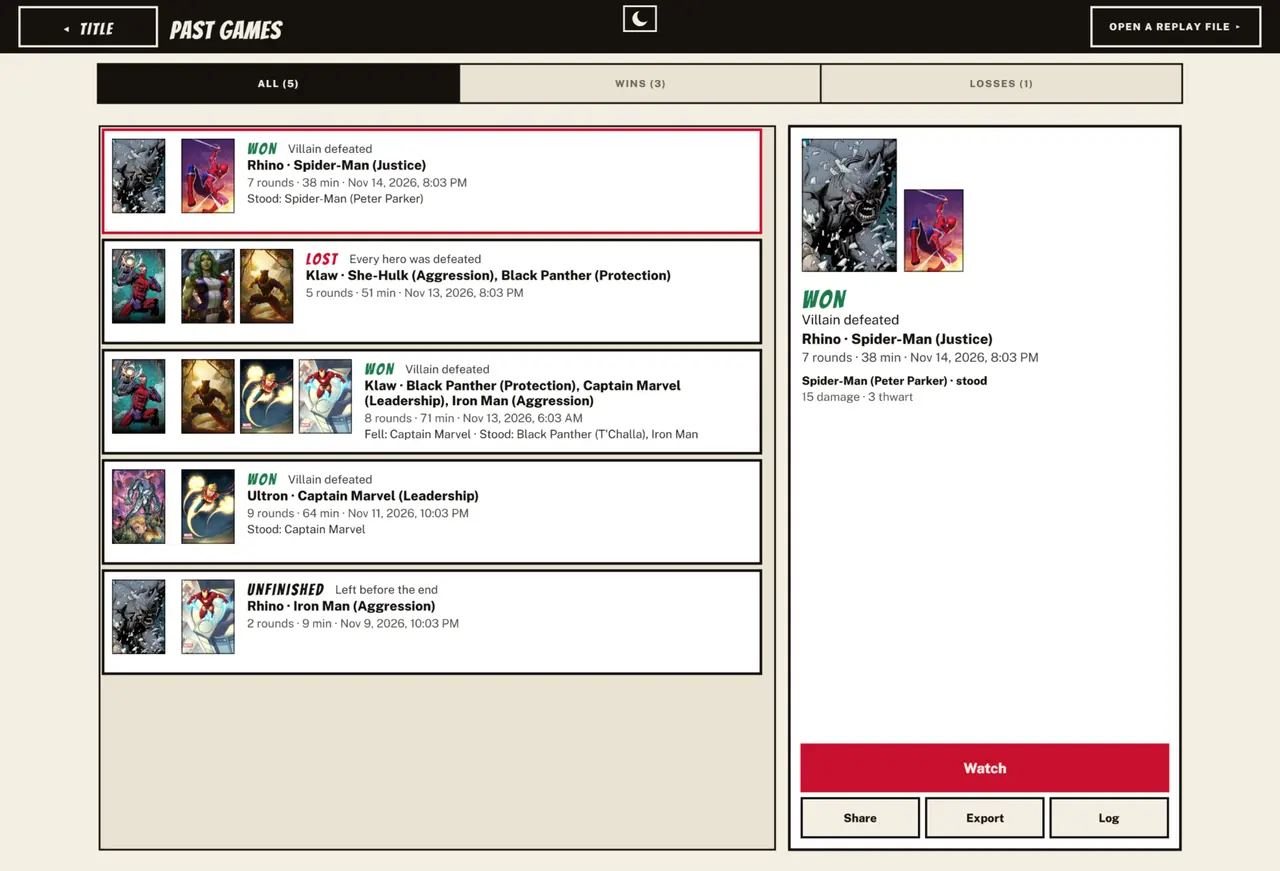 ◂ TITLE
PAST GAMES
OPEN A REPLAY FILE ▸
ALL (5)
WINS (3)
LOSSES (1)
WON Villain defeated
Rhino · Spider-Man (Justice)
7 rounds · 38 min · Nov 14, 2026, 8:03 PM
Stood: Spider-Man (Peter Parker)
LOST Every hero was defeated
Klaw · She-Hulk (Aggression), Black Panther (Protection)
5 rounds · 51 min · Nov 13, 2026, 8:03 PM
WON Villain defeated
Klaw · Black Panther (Protection), Captain Marvel
(Leadership), Iron Man (Aggression)
8 rounds · 71 min · Nov 13, 2026, 6:03 AM
Fell: Captain Marvel · Stood: Black Panther (T'Challa), Iron Man
WON Villain defeated
Ultron · Captain Marvel (Leadership)
9 rounds · 64 min · Nov 11, 2026, 10:03 PM
Stood: Captain Marvel
UNFINISHED Left before the end
Rhino · Iron Man (Aggression)
2 rounds · 9 min · Nov 9, 2026, 10:03 PM
WON
Villain defeated
Rhino · Spider-Man (Justice)
7 rounds · 38 min · Nov 14, 2026, 8:03 PM
Spider-Man (Peter Parker) · stood
15 damage · 3 thwart
Watch
Share
Export
Log